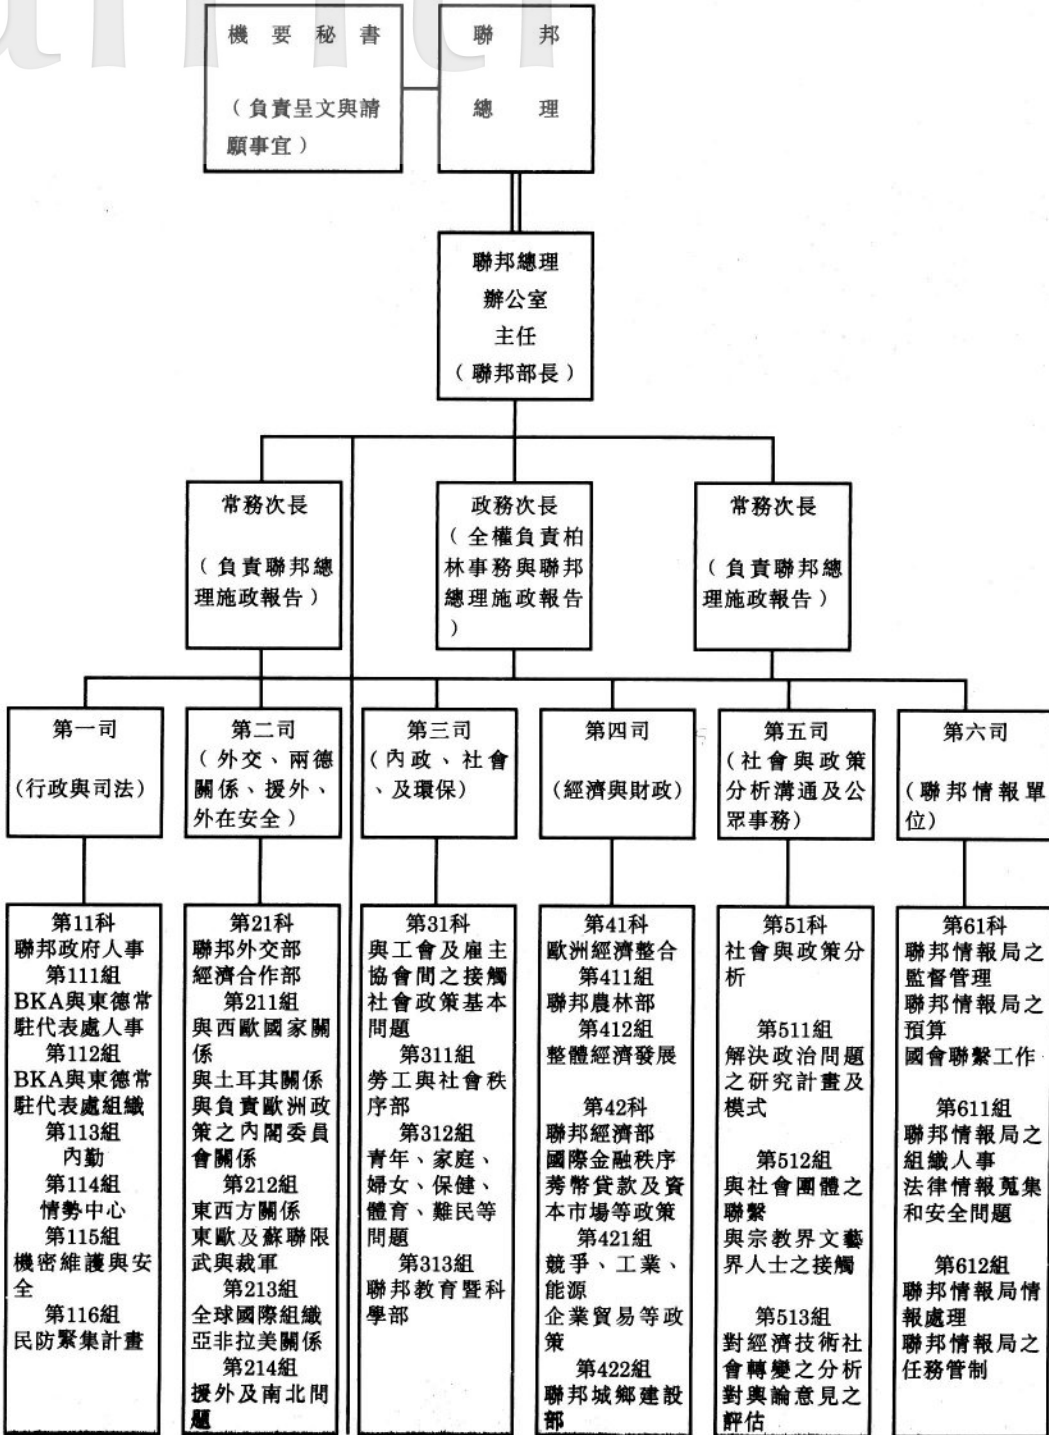 機要秘書
（負責呈文與請
願事宜）
聯邦
總理
聯邦總理
辦公室
主任
（聯邦部長）
常務次長
（負責聯邦總
理施政報告）
政務次長
（全權負責柏
林事務與聯邦
總理施政報告
）
常務次長
（負責聯邦總
理施政報告）
第一司
(行政與司法)
第二司
（外交、兩德
關係、援外、
外在安全）
第三司
(內政、社會
、及環保)
第四司
(經濟與財政)
第五司
(社會與政策
分析溝通及公
眾事務)
第六司
(聯邦情報單
位)
第11科
聯邦政府人事
第111組
BKA與東德常
駐代表處人事
第112組
BKA與東德常
駐代表處組織
第113組
內勤
第114組
情勢中心
第115組
機密維護與安
全
第116組
民防緊集計畫
第21科
聯邦外交部
經濟合作部
第211組
與西歐國家關
係
與土耳其關係
與負責歐洲政
策之內閣委員
會關係
第212組
東西方關係
東歐及蘇聯限
武與裁軍
第213組
全球國際組織
亞非拉美關係
第214組
援外及南北問
題
第31科
與工會及雇主
協會間之接觸
社會政策基本
問題
第311組
勞工與社會秩
序部
第312組
青年、家庭、
婦女、保健、
體育、難民等
問題
第313組
聯邦教育暨科
學部
第41科
歐洲經濟整合
第411組
聯邦農林部
第412組
整體經濟發展
第42科
聯邦經濟部
國際金融秩序
幣貸款及資
本市場等政策
第421組
競爭、工業、
能源
企業貿易等政
策
第422組
聯邦城鄉建設
部
第51科
社會與政策分
析
第511組
解決政治問題
之研究計畫及
模式
第512組
與社會團體之
聯繫
與宗教界文藝
界人士之接觸
第513組
對經濟技術社
會轉變之分析
對輿論意見之
評估
第61科
聯邦情報局之
監督管理
聯邦情報局之
預算
國會聯繫工作
第611組
聯邦情報局之
組織人事
法律情報蒐集
和安全問題
第612組
聯邦情報局情
報處理
聯邦情報局之
任務管制